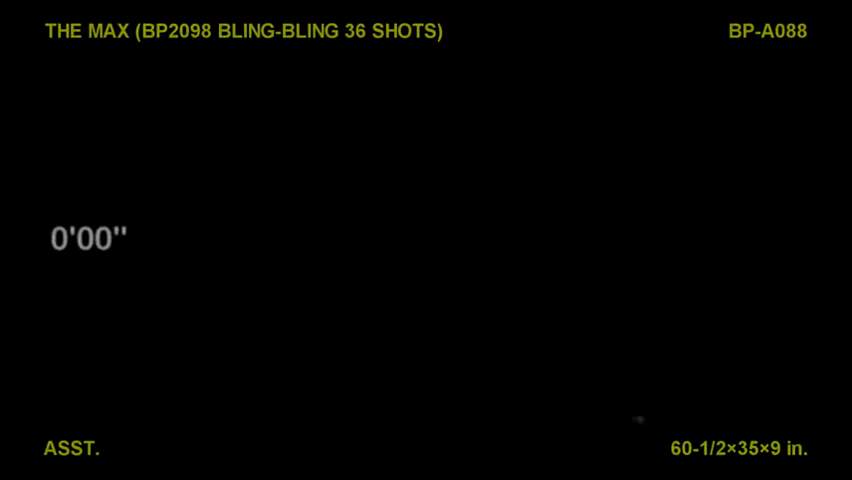 THE MAX (BP2098 BLING-BLING 36 SHOTS)
BP-A088
0'00"
ASST.
60-1/2×35×9 in.